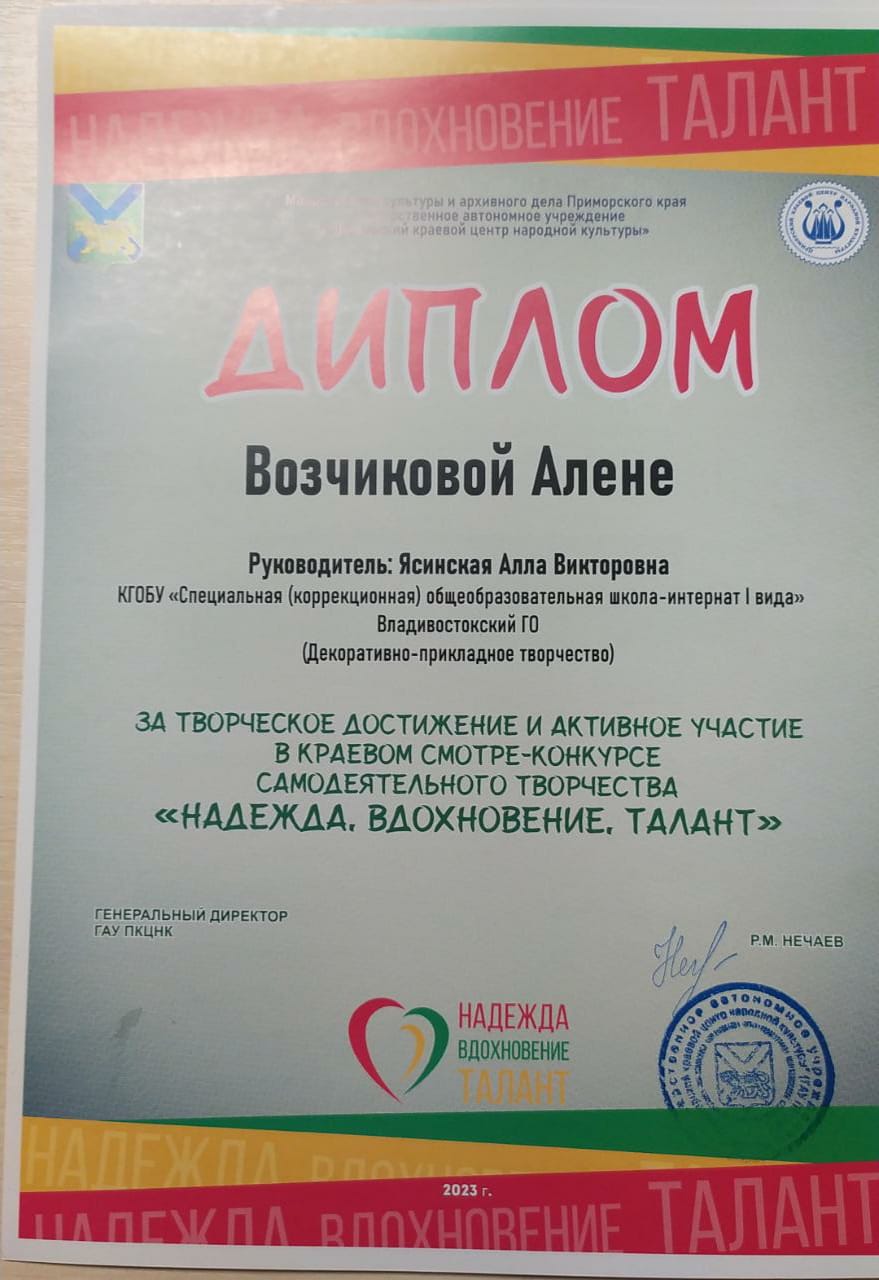 НАДЕЖДА ВДОХНОВЕНИЕ ТАЛАНТ
культуры и архивного дела Приморского края
автономное учреждение
краевой центр народной культуры»
ДИПЛОМ
Возчиковой Алене
Руководитель: Ясинская Алла Викторовна
КГОБУ «Специальная (коррекционная) общеобразовательная школа-интернат I вида»
Владивостокский ГО
(Декоративно-прикладное творчество)
ЗА ТВОРЧЕСКОЕ ДОСТИЖЕНИЕ И АКТИВНОЕ УЧАСТИЕ
В КРАЕВОМ СМОТРЕ-КОНКУРСЕ
САМОДЕЯТЕЛЬНОГО ТВОРЧЕСТВА
«НАДЕЖДА, ВДОХНОВЕНИЕ, ТАЛАНТ»
ГЕНЕРАЛЬНЫЙ ДИРЕКТОР
ГАУ ПКЦНК
Р.М. НЕЧАЕВ
НАДЕЖДА
ВДОХНОВЕНИЕ
ТАЛАНТ
НАДЕЖДА ВДОХНОВЕНИЕ
2023 г.
НАДЕЖДА ВДОХНОВЕНИЕ ТАЛАНТ